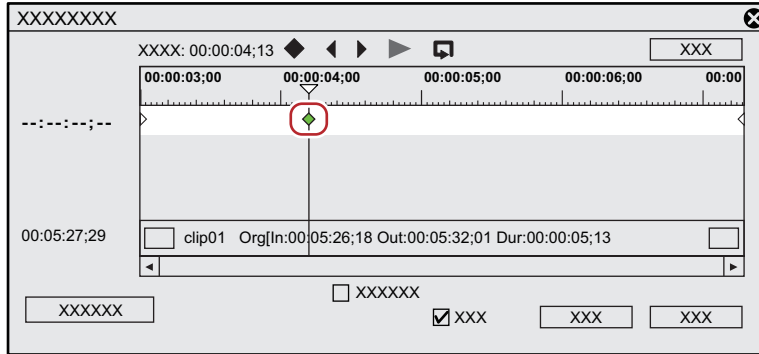 XXXXXXXX
XXXX: 00:00:04;13 XXX
00:00:03;00 00:00:04;00 00:00:05;00 00:00:06;00 00:00
--:--:--;--
00:05:27;29 clip01 Org[In:00:05:26;18 Out:00:05:32;01 Dur:00:00:05;13
XXXXXX
XXXXXX XXX XXX XXX